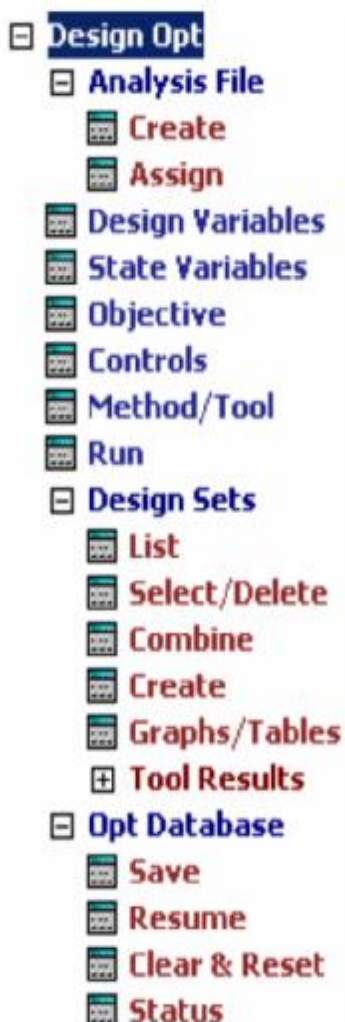 Design Opt
Analysis File
Create
Assign
Design Variables
State Variables
Objective
Controls
Method/Tool
Run
Design Sets
List
Select/Delete
Combine
Create
Graphs/Tables
Tool Results
Opt Database
Save
Resume
Clear & Reset
Status